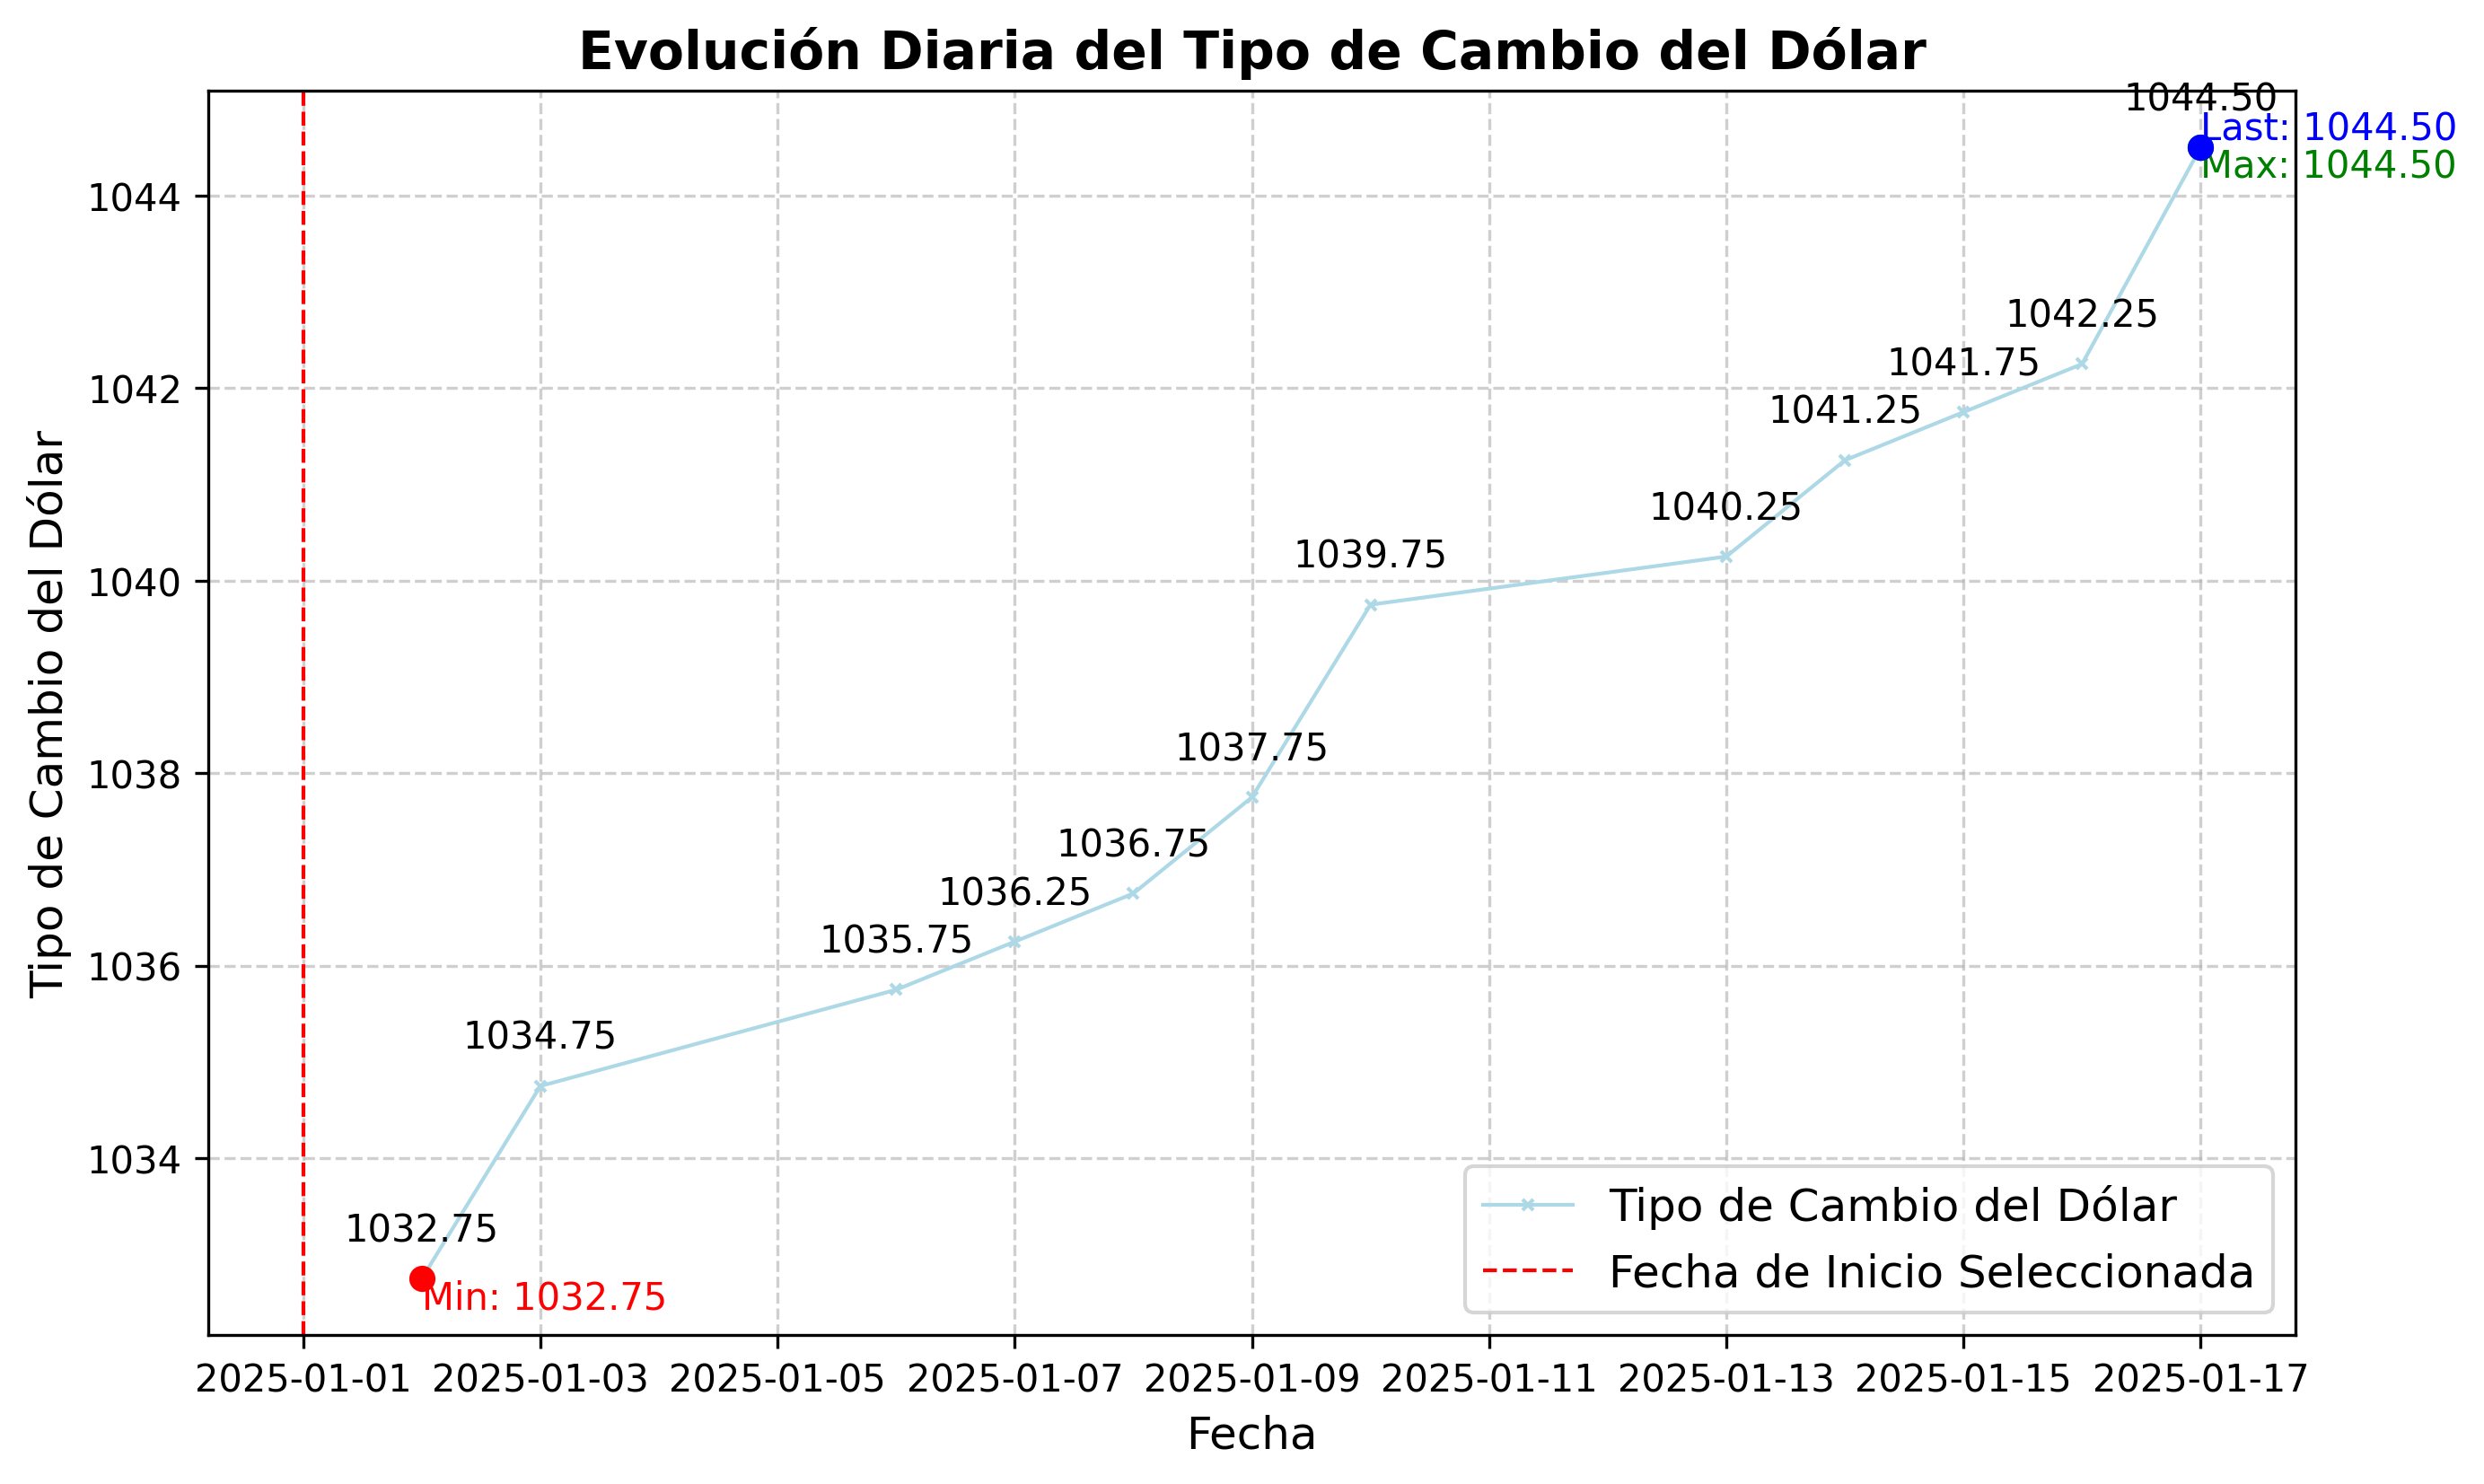 Evolución Diaria del Tipo de Cambio del Dólar
1044.50
Last: 1044.50
Max: 1044.50
1044
1042.25
1041.75
1042
1041.25
1040.25
1039.75
1040
1037.75
1038
1036.75
1036.25
1035.75
1036
1034.75
1034
1032.75
Min: 1032.75
Tipo de Cambio del Dólar
Tipo de Cambio del Dólar
Fecha de Inicio Seleccionada
2025-01-01 2025-01-03 2025-01-05 2025-01-07 2025-01-09 2025-01-11 2025-01-13 2025-01-15 2025-01-17
Fecha